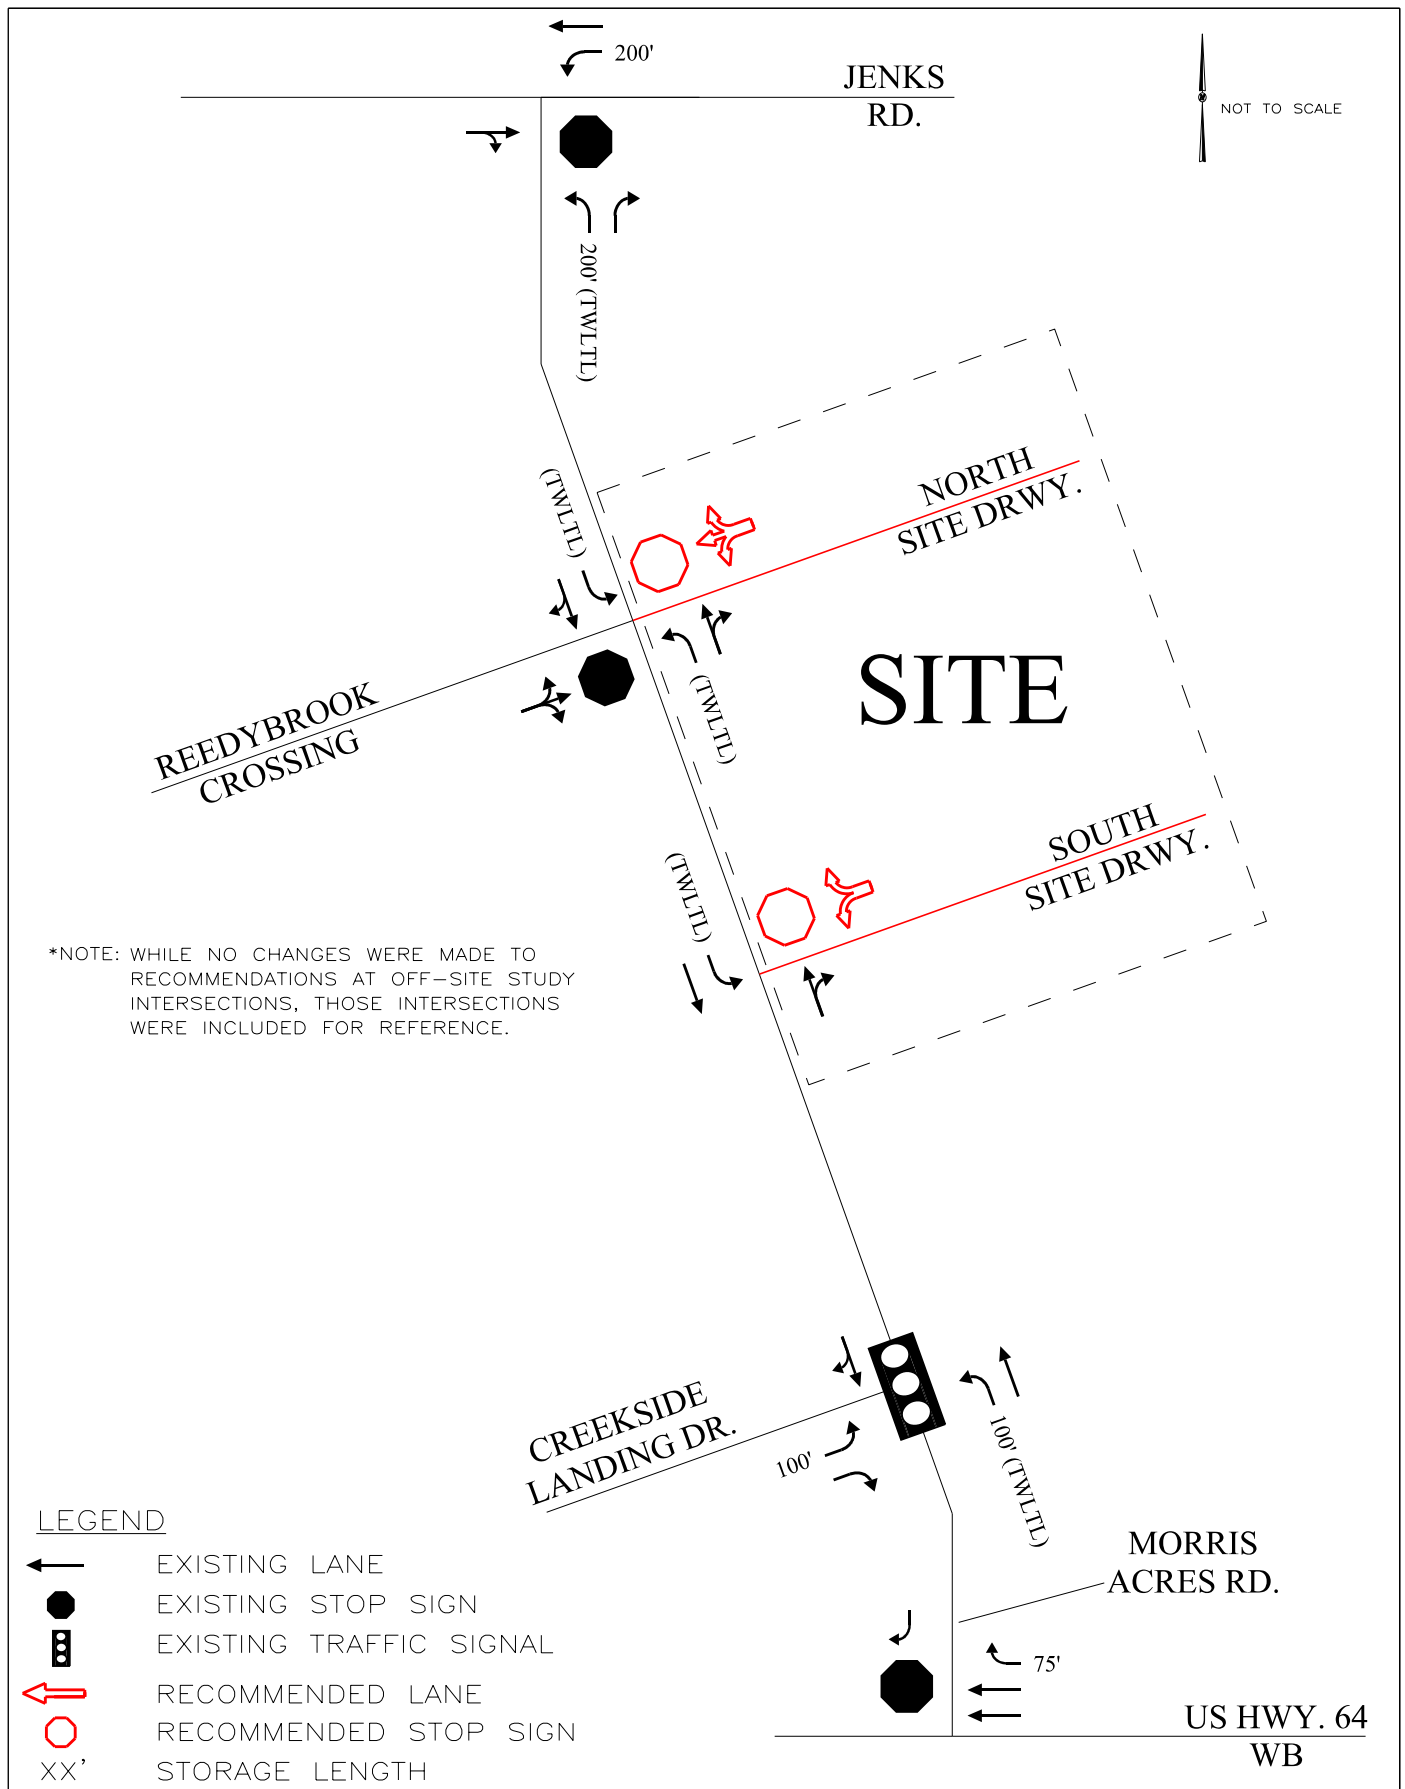 200'
JENKS
RD.
NOT TO SCALE
200' (TWLTL)
(TWLTL)
NORTH
SITE DRWY.
SITE
(TWLTL)
REEDYBROOK
CROSSING
SOUTH
SITE DRWY.
(TWLTL)
*NOTE: WHILE NO CHANGES WERE MADE TO
RECOMMENDATIONS AT OFF-SITE STUDY
INTERSECTIONS, THOSE INTERSECTIONS
WERE INCLUDED FOR REFERENCE.
CREEKSIDE
LANDING DR.
100'
100' (TWLTL)
MORRIS
ACRES RD.
75'
US HWY. 64
WB
LEGEND
EXISTING LANE
EXISTING STOP SIGN
EXISTING TRAFFIC SIGNAL
RECOMMENDED LANE
RECOMMENDED STOP SIGN
XX' STORAGE LENGTH